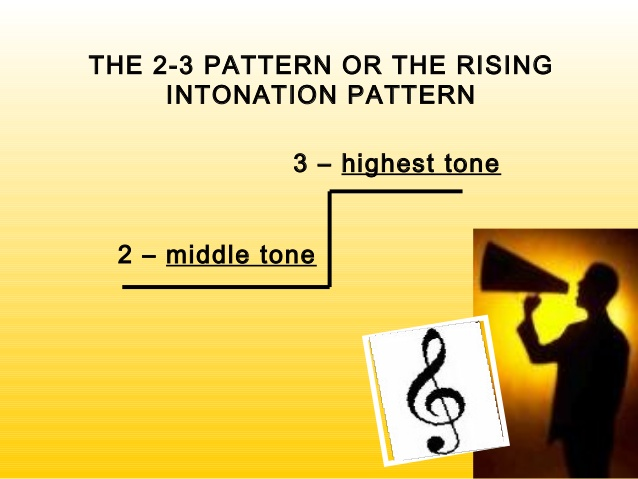 THE 2-3 PATTERN OR THE RISING
INTONATION PATTERN
3 – highest tone
2 – middle tone